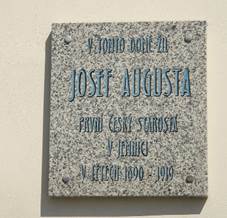 V TOMTO DOMĚ ŽIL
JOSEF AUGUSTA
PRVNÍ ČESKÝ STAROSTA
V JEMNICI
V LETECH 1890 - 1919